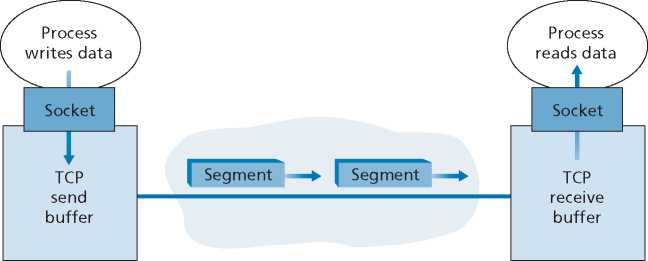 Process
writes data
Socket
TCP
send
buffer
Segment
Segment
Process
reads data
Socket
TCP
receive
buffer